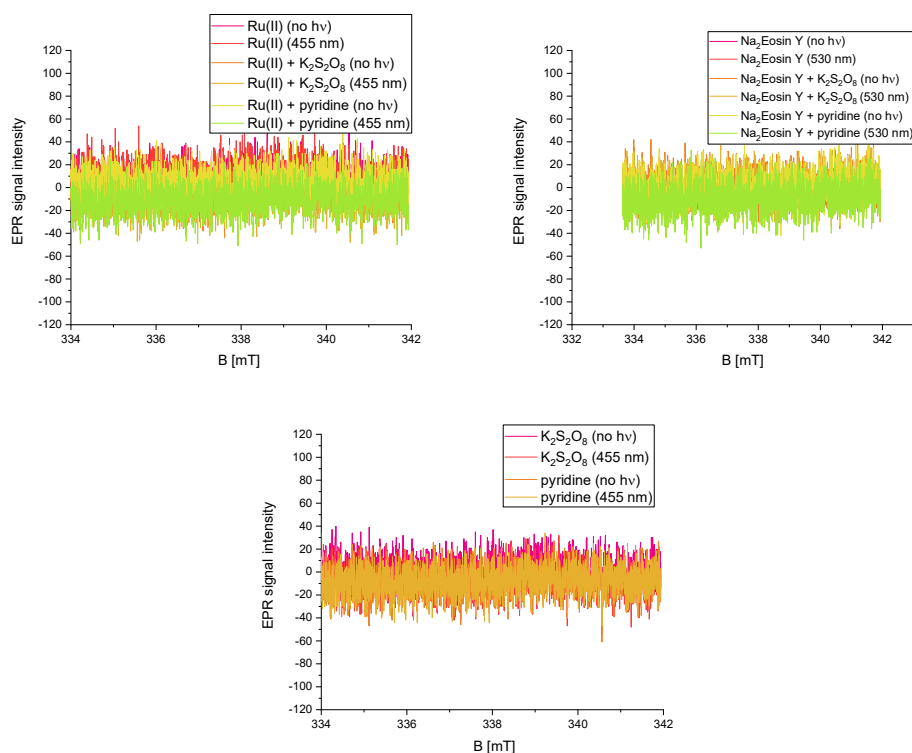 Ru(II) (no hν)
Ru(II) (455 nm)
Ru(II) + K₂S₂O₈ (no hν)
Ru(II) + K₂S₂O₈ (455 nm)
Ru(II) + pyridine (no hν)
Ru(II) + pyridine (455 nm)
120
100
80
60
40
20
0
-20
-40
-60
-80
-100
-120
EPR signal intensity
334
336
338
340
342
B [mT]
Na₂Eosin Y (no hν)
Na₂Eosin Y (530 nm)
Na₂Eosin Y + K₂S₂O₈ (no hν)
Na₂Eosin Y + K₂S₂O₈ (530 nm)
Na₂Eosin Y + pyridine (no hν)
Na₂Eosin Y + pyridine (530 nm)
120
100
80
60
40
20
0
-20
-40
-60
-80
-100
-120
EPR signal intensity
332
334
336
338
340
342
B [mT]
K₂S₂O₈ (no hν)
K₂S₂O₈ (455 nm)
pyridine (no hν)
pyridine (455 nm)
120
100
80
60
40
20
0
-20
-40
-60
-80
-100
-120
EPR signal intensity
334
336
338
340
342
B [mT]